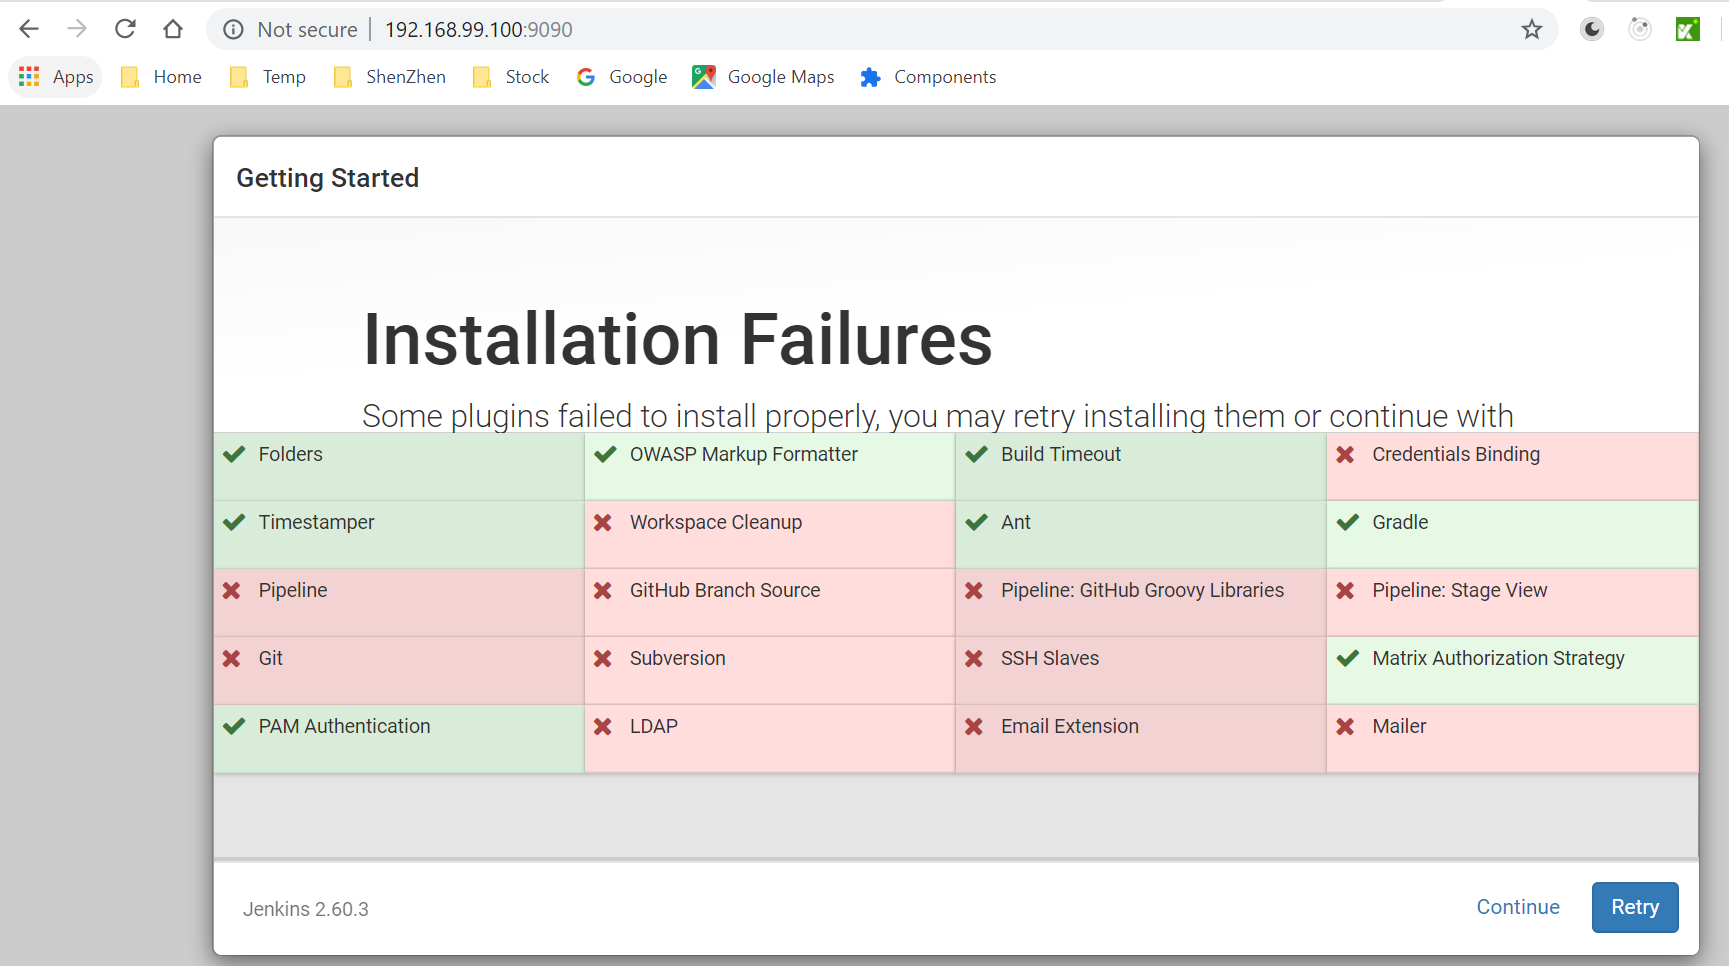 Not secure | 192.168.99.100:9090
Apps Home Temp ShenZhen Stock Google Google Maps Components
Getting Started
Installation Failures
Some plugins failed to install properly, you may retry installing them or continue with
Folders OWASP Markup Formatter Build Timeout Credentials Binding
Timestamper Workspace Cleanup Ant Gradle
Pipeline GitHub Branch Source Pipeline: GitHub Groovy Libraries Pipeline: Stage View
Git Subversion SSH Slaves Matrix Authorization Strategy
PAM Authentication LDAP Email Extension Mailer
Jenkins 2.60.3 Continue Retry